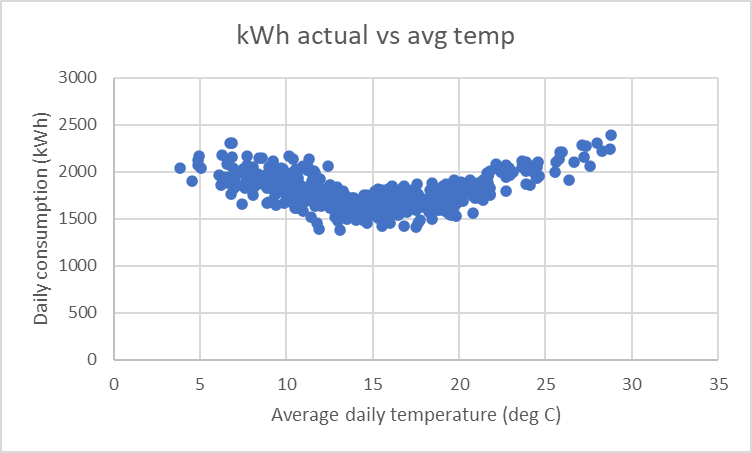 kWh actual vs avg temp
Daily consumption (kWh)
3000
2500
2000
1500
1000
500
0
0 5 10 15 20 25 30 35
Average daily temperature (deg C)